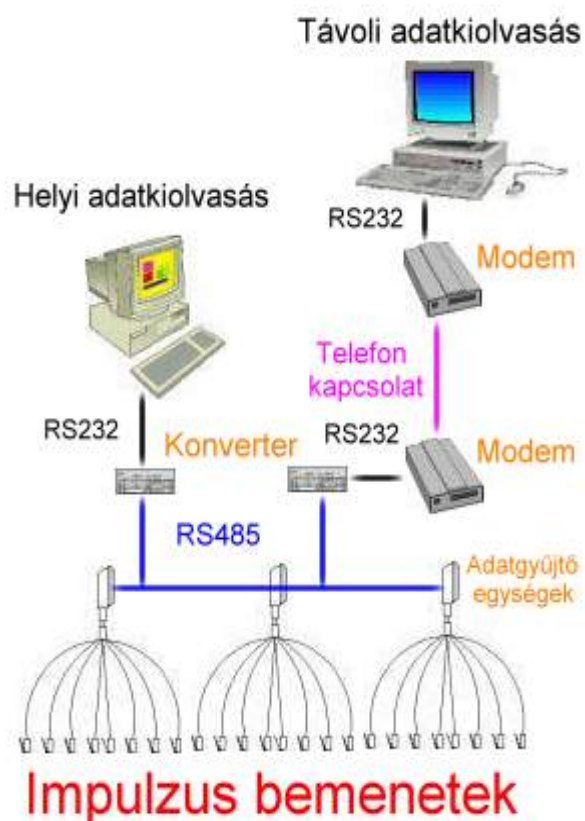 Távoli adatkiolvasás
Helyi adatkiolvasás
RS232
Modem
Telefon
kapcsolat
RS232
Konverter
RS232
Modem
RS485
Adatgyűjtő
egységek
Impulzus bemenetek